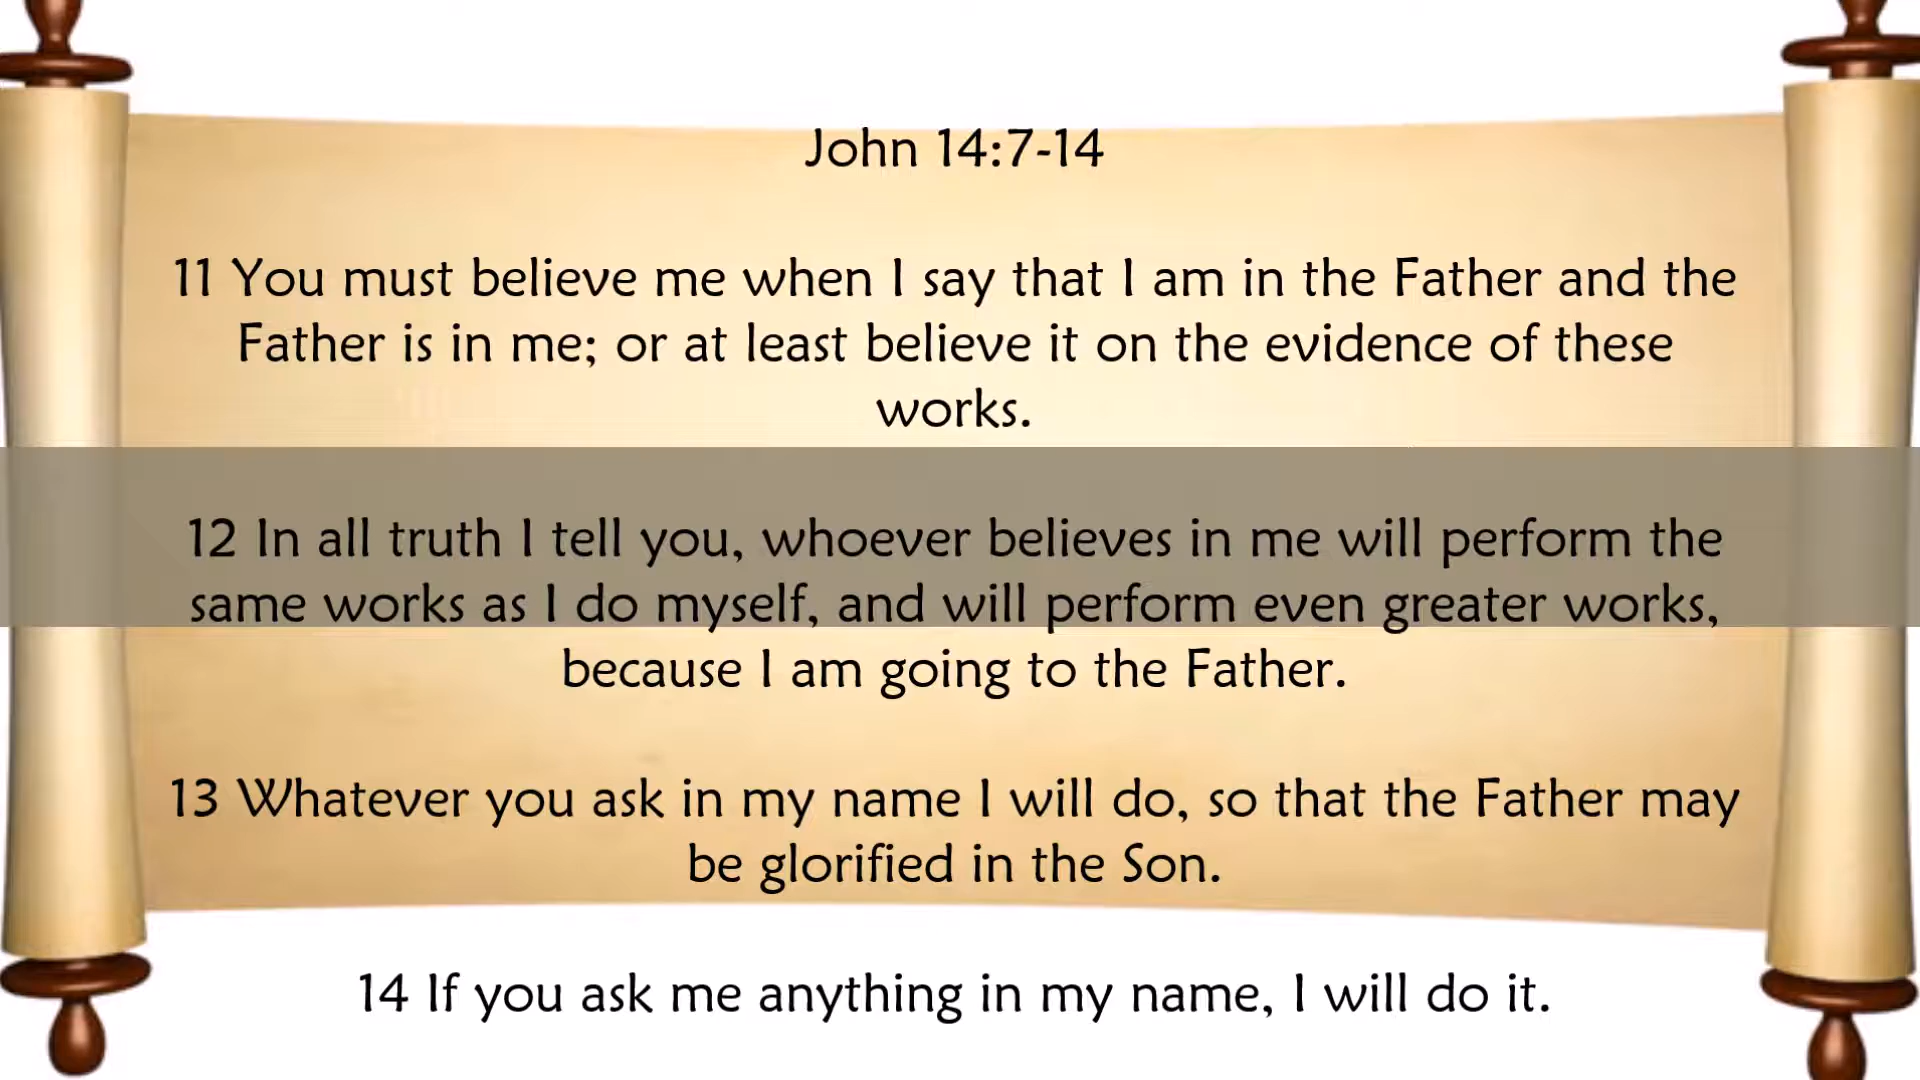 John 14:7-14
11 You must believe me when I say that I am in the Father and the
Father is in me; or at least believe it on the evidence of these
works.
12 In all truth I tell you, whoever believes in me will perform the
same works as I do myself, and will perform even greater works,
because I am going to the Father.
13 Whatever you ask in my name I will do, so that the Father may
be glorified in the Son.
14 If you ask me anything in my name, I will do it.